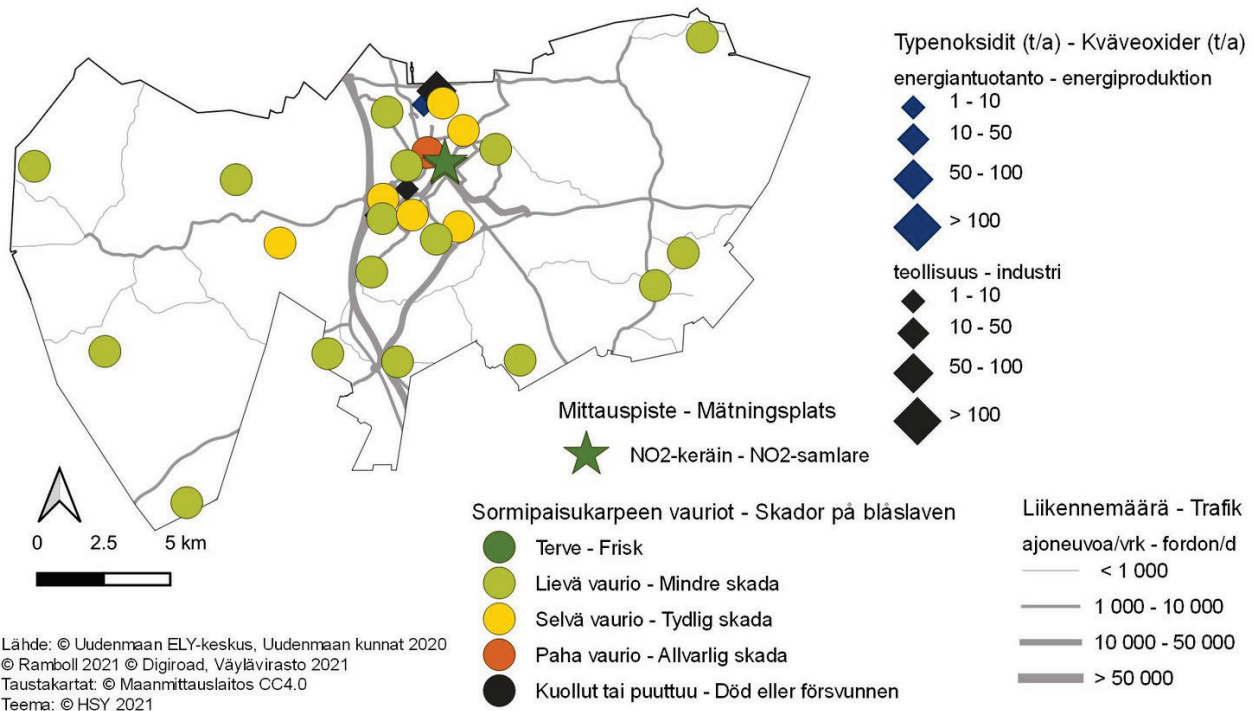 Typenoksidit (t/a) - Kväveoxider (t/a)
energiantuotanto - energiproduktion
1 - 10
10 - 50
50 - 100
> 100
teollisuus - industri
1 - 10
10 - 50
50 - 100
> 100
Mittauspiste - Mätningsplats
NO2-keräin - NO2-samlare
0 2.5 5 km
Sormipaisukarpeen vauriot - Skador på blåslaven
Terve - Frisk
Lievä vaurio - Mindre skada
Selvä vaurio - Tydlig skada
Paha vaurio - Allvarlig skada
Kuollut tai puuttuu - Död eller försvunnen
Liikennemäärä - Trafik
ajoneuvoa/vrk - fordon/d
< 1 000
1 000 - 10 000
10 000 - 50 000
> 50 000
Lähde: © Uudenmaan ELY-keskus, Uudenmaan kunnat 2020
© Ramboll 2021 © Digiroad, Väylävirasto 2021
Taustakartat: © Maanmittauslaitos CC4.0
Teema: © HSY 2021